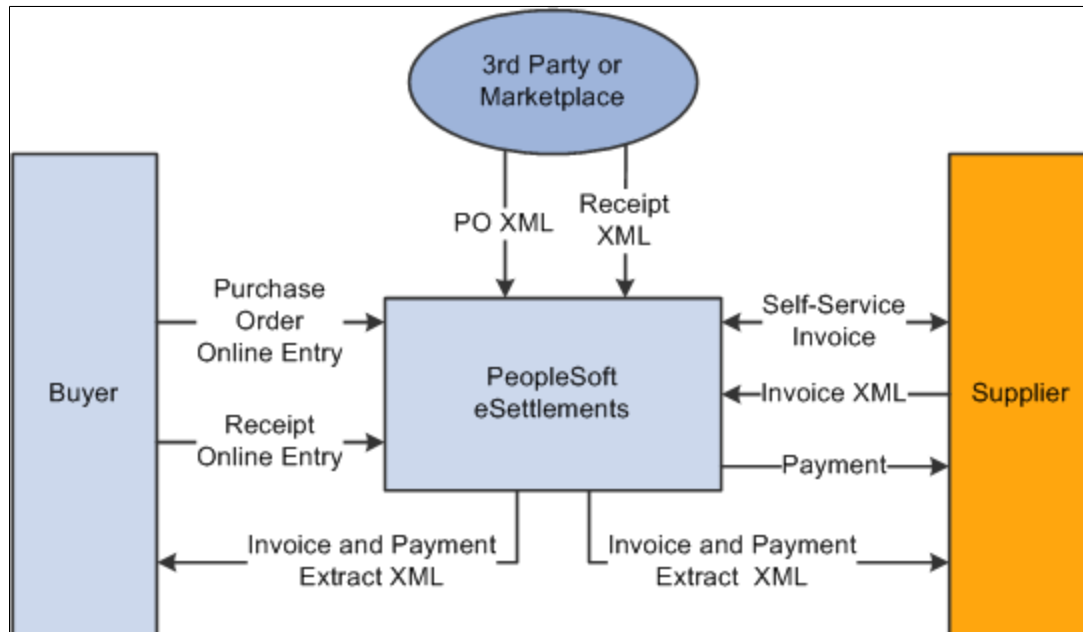 3rd Party or
Marketplace
PO XML
Receipt
XML
Purchase
Order
Online Entry
Self-Service
Invoice
Buyer
PeopleSoft
eSettlements
Invoice XML
Supplier
Receipt
Online Entry
Payment
Invoice and Payment
Extract XML
Invoice and Payment
Extract XML